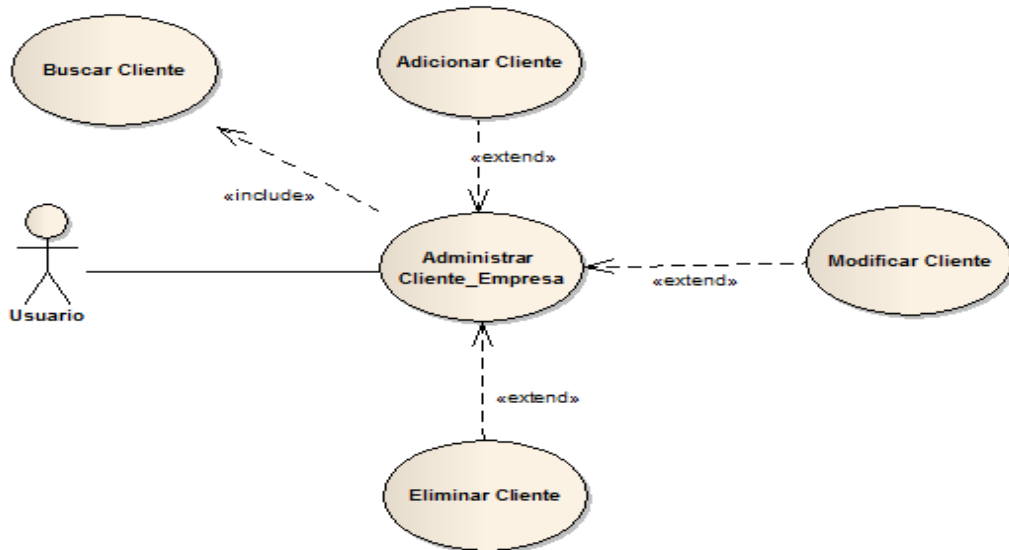 Buscar Cliente
Adicionar Cliente
«extend»
«include»
Administrar
Cliente_Empresa
Modificar Cliente
«extend»
Usuario
«extend»
Eliminar Cliente